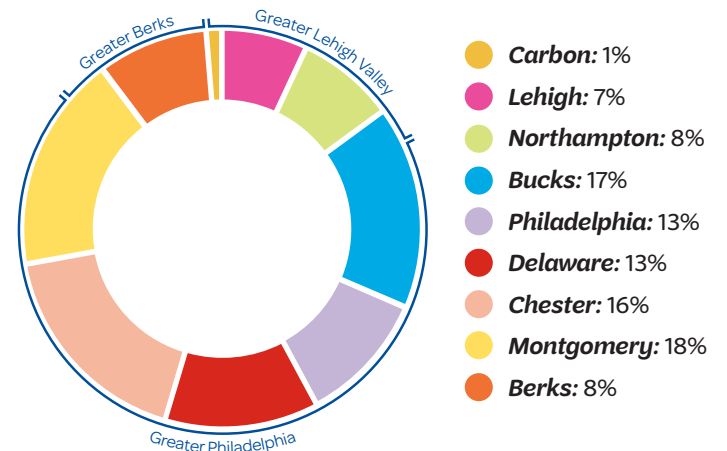 Greater Berks
Greater Lehigh Valley
Carbon: 1%
Lehigh: 7%
Northampton: 8%
Bucks: 17%
Philadelphia: 13%
Delaware: 13%
Chester: 16%
Montgomery: 18%
Berks: 8%
Greater Philadelphia